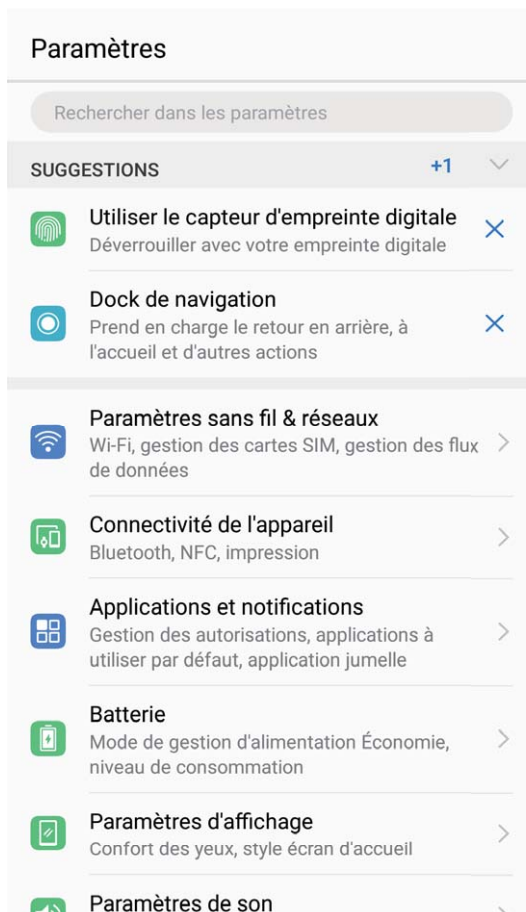 Paramètres
Rechercher dans les paramètres
SUGGESTIONS +1
Utiliser le capteur d'empreinte digitale
Déverrouiller avec votre empreinte digitale
Dock de navigation
Prend en charge le retour en arrière, à
l'accueil et d'autres actions
Paramètres sans fil & réseaux
Wi-Fi, gestion des cartes SIM, gestion des flux
de données
Connectivité de l'appareil
Bluetooth, NFC, impression
Applications et notifications
Gestion des autorisations, applications à
utiliser par défaut, application jumelle
Batterie
Mode de gestion d'alimentation Économie,
niveau de consommation
Paramètres d'affichage
Confort des yeux, style écran d'accueil
Paramètres de son